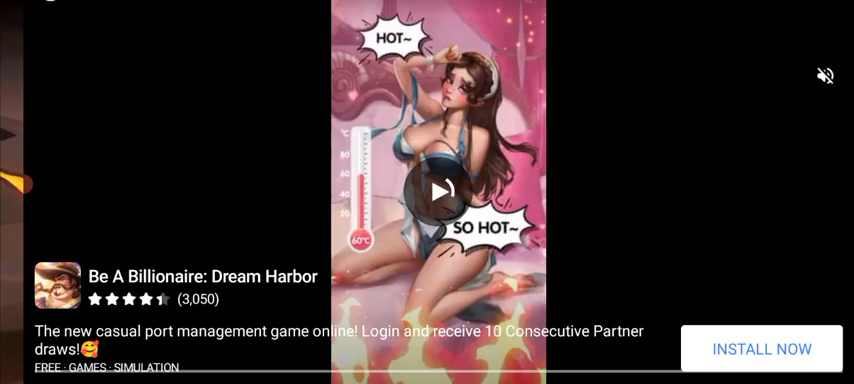 HOT~
°C
80
60
40
20
60°C
SO HOT~
Be A Billionaire: Dream Harbor
(3,050)
The new casual port management game online! Login and receive 10 Consecutive Partner
draws!🥰
FREE · GAMES · SIMULATION
INSTALL NOW